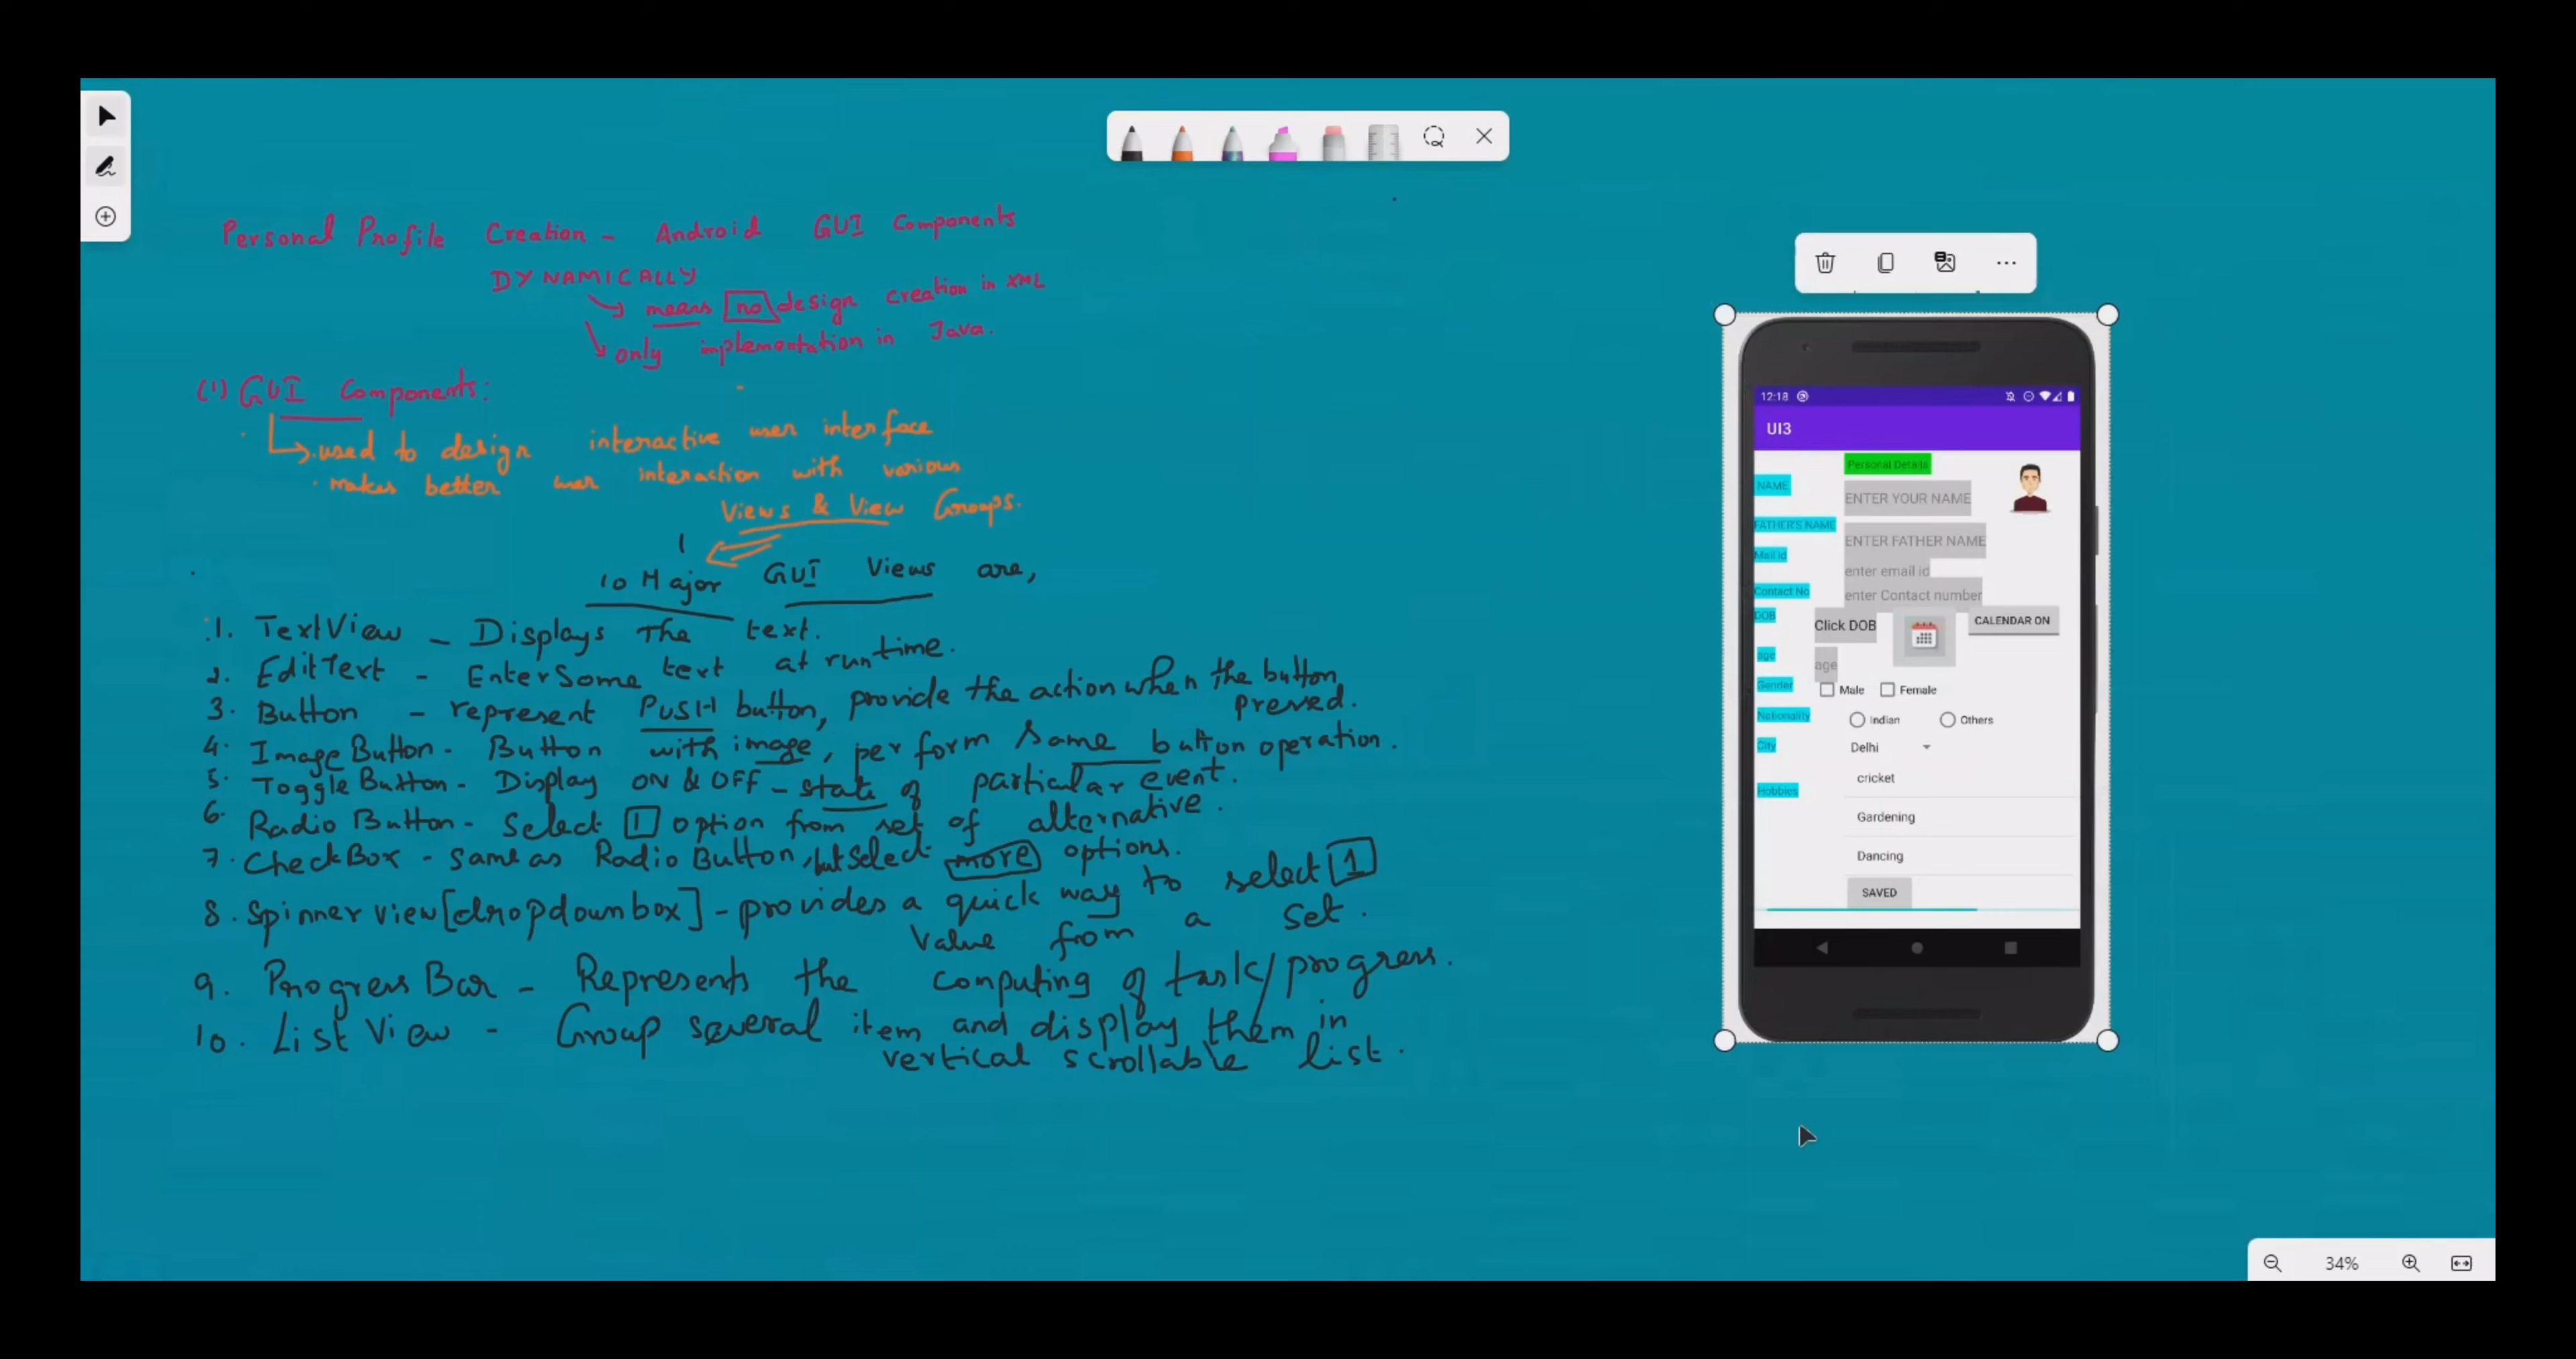 Personal Profile Creation - Android GUI Components
DYNAMICALLY
→ means no design creation in XML
↘ only implementation in Java.
(1) GUI Components:
↳ . used to design interactive user interface
. makes better user interaction with various
Views & View Groups.
10 Major GUI Views are,
1. TextView - Displays The text.
2. EditText - Enter Some text at runtime.
3. Button - represent PUSH button, provide the action when the button
pressed.
4. Image Button - Button with image, perform same button operation.
5. Toggle Button - Display ON & OFF - state of particular event.
6. Radio Button - Select 1 option from set of alternative.
7. CheckBox - same as Radio Button, but select more options.
8. Spinner view [dropdown box] - provides a quick way to select 1
value from a set.
9. Progress Bar - Represents the computing of task/progress.
10. List View - Group several item and display them in
vertical scrollable list.
12:18
UI3
Personal Details
NAME
ENTER YOUR NAME
FATHER'S NAME
ENTER FATHER NAME
Mail id
enter email id
Contact No
enter Contact number
DOB
Click DOB
CALENDAR ON
age
age
Gender
Male Female
Nationality
Indian Others
City
Delhi
cricket
Hobbies
Gardening
Dancing
SAVED
34%